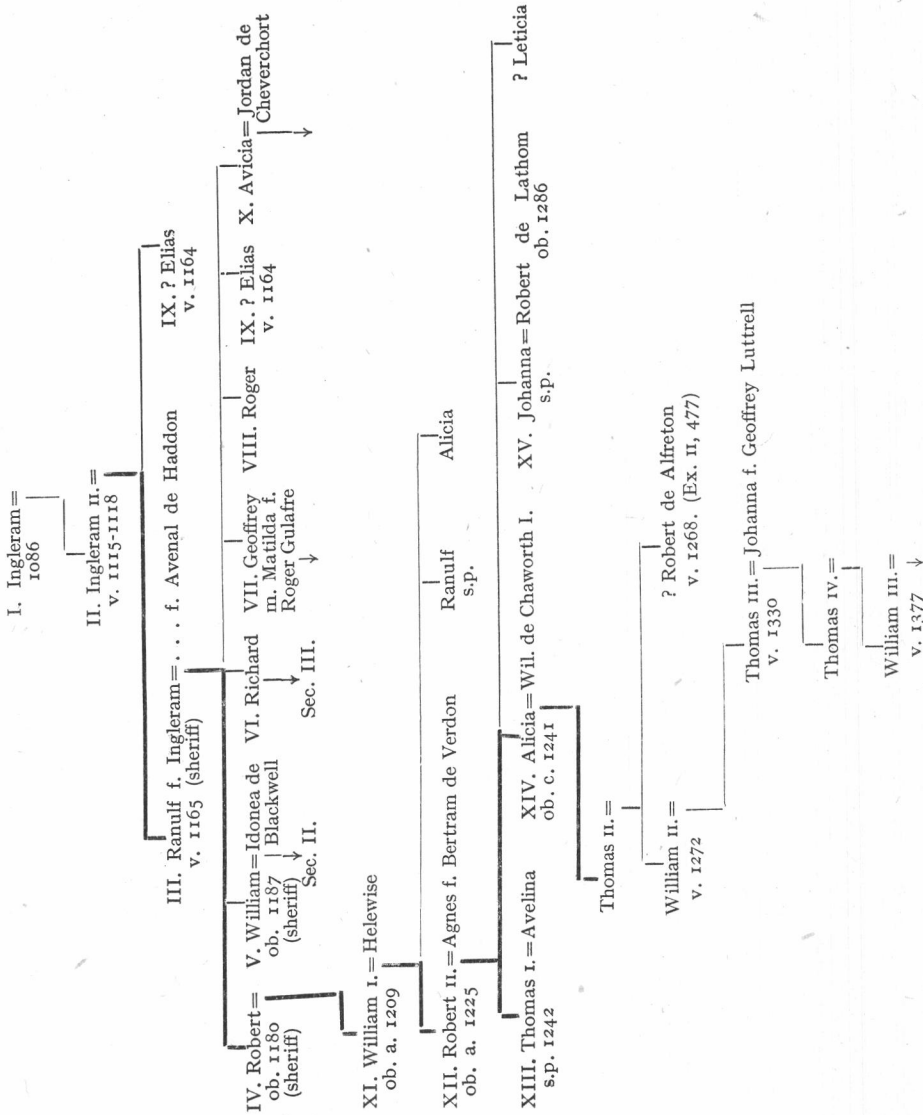 I. Ingleram=
1086
II. Ingleram II.=
v. 1115-1118
III. Ranulf f. Ingleram=. . . f. Avenal de Haddon
v. 1165 (sheriff)
IX. ? Elias
v. 1164
IV. Robert=
ob. 1180
(sheriff)
V. William=Idonea de
ob. 1187 Blackwell
(sheriff)
Sec. II.
VI. Richard
Sec. III.
VII. Geoffrey
m. Matilda f.
Roger Gulafre
VIII. Roger
IX. ? Elias
v. 1164
X. Avicia=Jordan de
Cheverchort
XI. William I.=Helewise
ob. a. 1209
XII. Robert II.=Agnes f. Bertram de Verdon
ob. a. 1225
Ranulf
s.p.
Alicia
XIII. Thomas I.=Avelina
s.p. 1242
XIV. Alicia=Wil. de Chaworth I.
ob. c. 1241
XV. Johanna=Robert de Lathom
s.p. ob. 1286
? Leticia
Thomas II.=
William II.=
v. 1272
? Robert de Alfreton
v. 1268. (Ex. II, 477)
Thomas III.=Johanna f. Geoffrey Luttrell
v. 1330
Thomas IV.=
William III.=
v. 1377